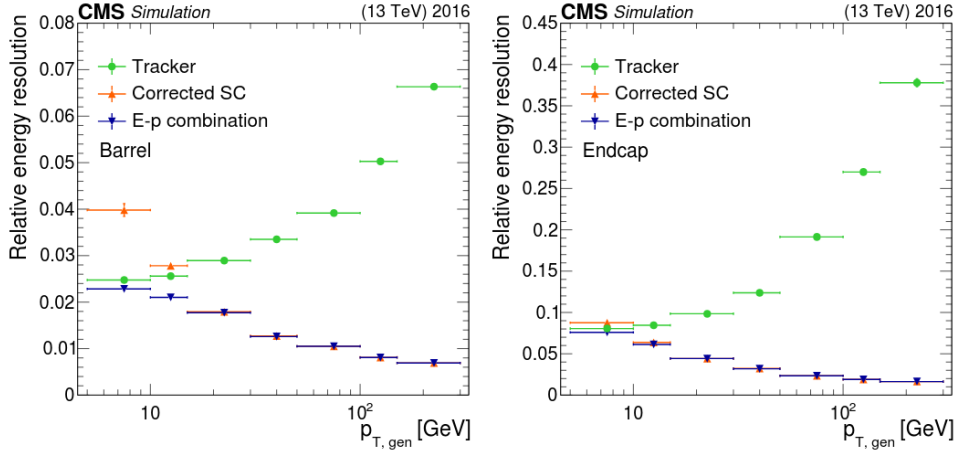 CMS Simulation (13 TeV) 2016
Relative energy resolution
0.08
0.07
0.06
0.05
0.04
0.03
0.02
0.01
0
Tracker
Corrected SC
E-p combination
Barrel
10 10²
p_T, gen [GeV]
CMS Simulation (13 TeV) 2016
Relative energy resolution
0.45
0.4
0.35
0.3
0.25
0.2
0.15
0.1
0.05
0
Tracker
Corrected SC
E-p combination
Endcap
10 10²
p_T, gen [GeV]